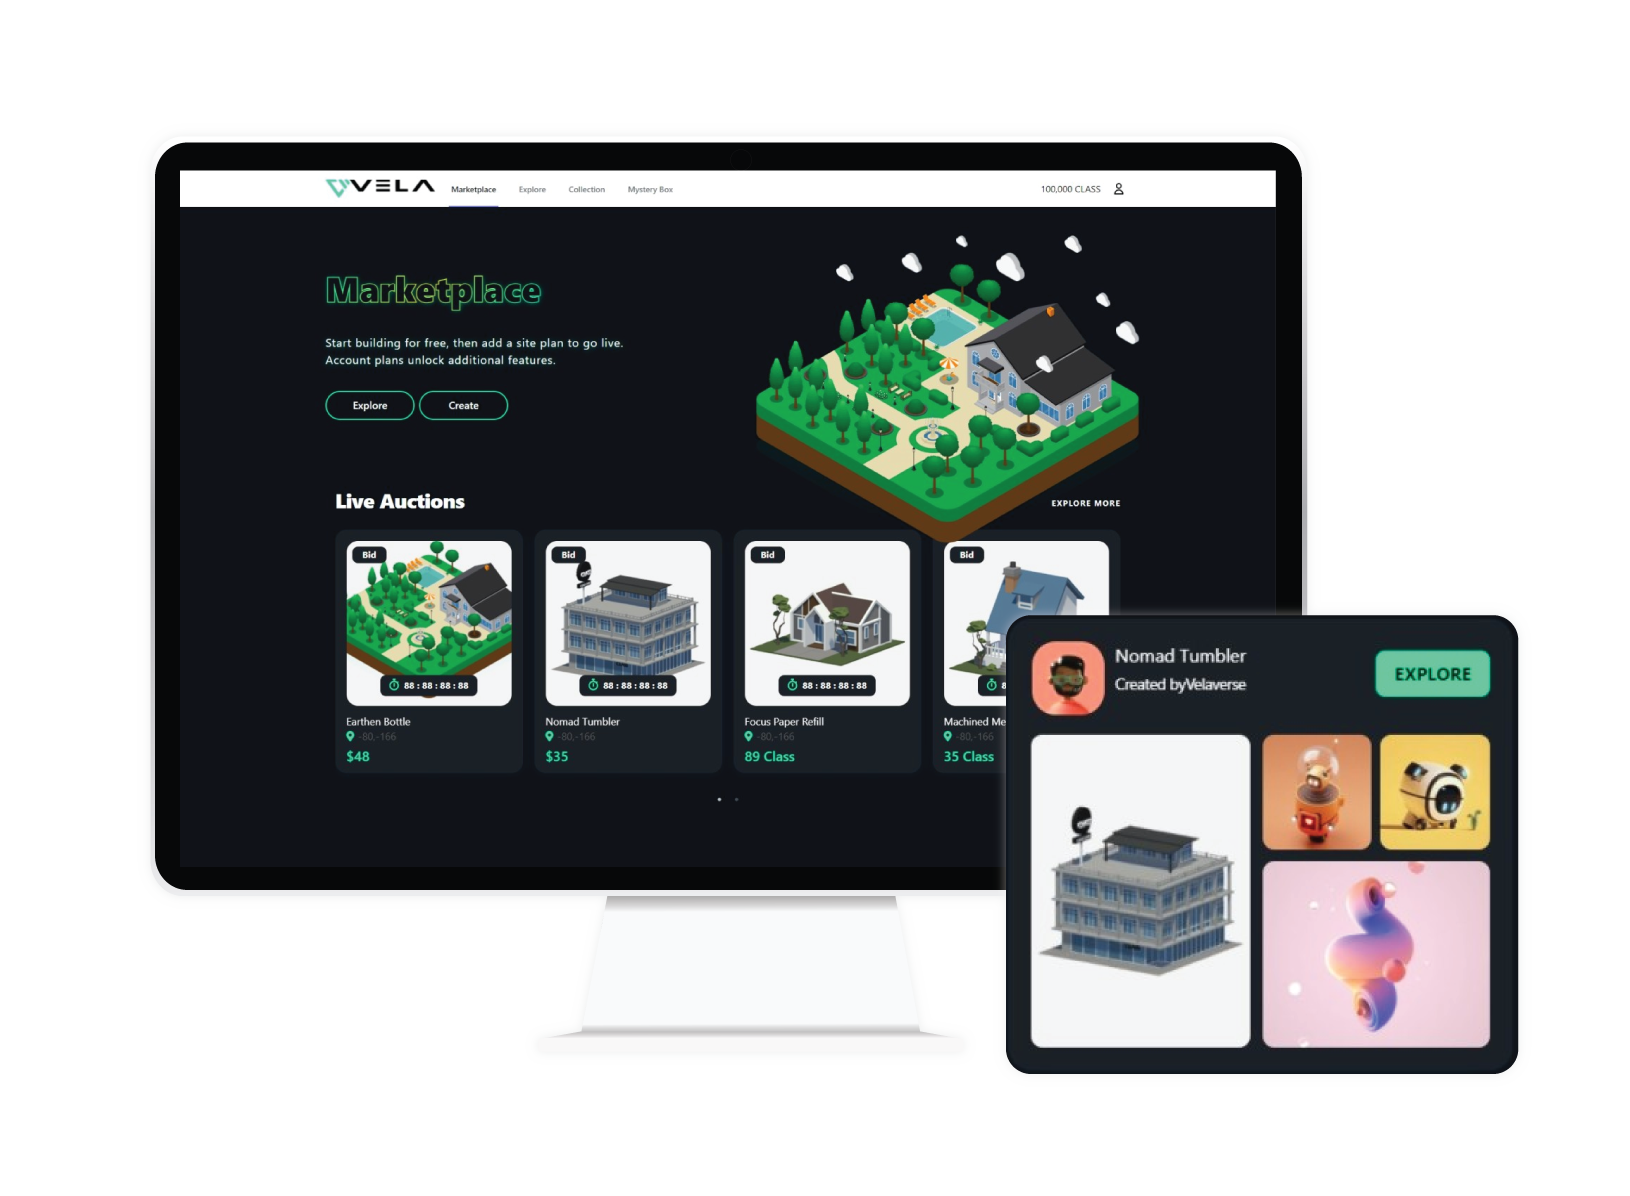 VELA
Marketplace Explore Collection Mystery Box 100,000 CLASS
Marketplace
Start building for free, then add a site plan to go live.
Account plans unlock additional features.
Explore Create
Live Auctions
EXPLORE MORE
Bid Bid Bid Bid
88 : 88 : 88 : 88 88 : 88 : 88 : 88 88 : 88 : 88 : 88 8
Earthen Bottle Nomad Tumbler Focus Paper Refill Machined Me
-80,-166 -80,-166 -80,-166 -80,-166
$48 $35 89 Class 35 Class
Nomad Tumbler
Created byVelaverse
EXPLORE